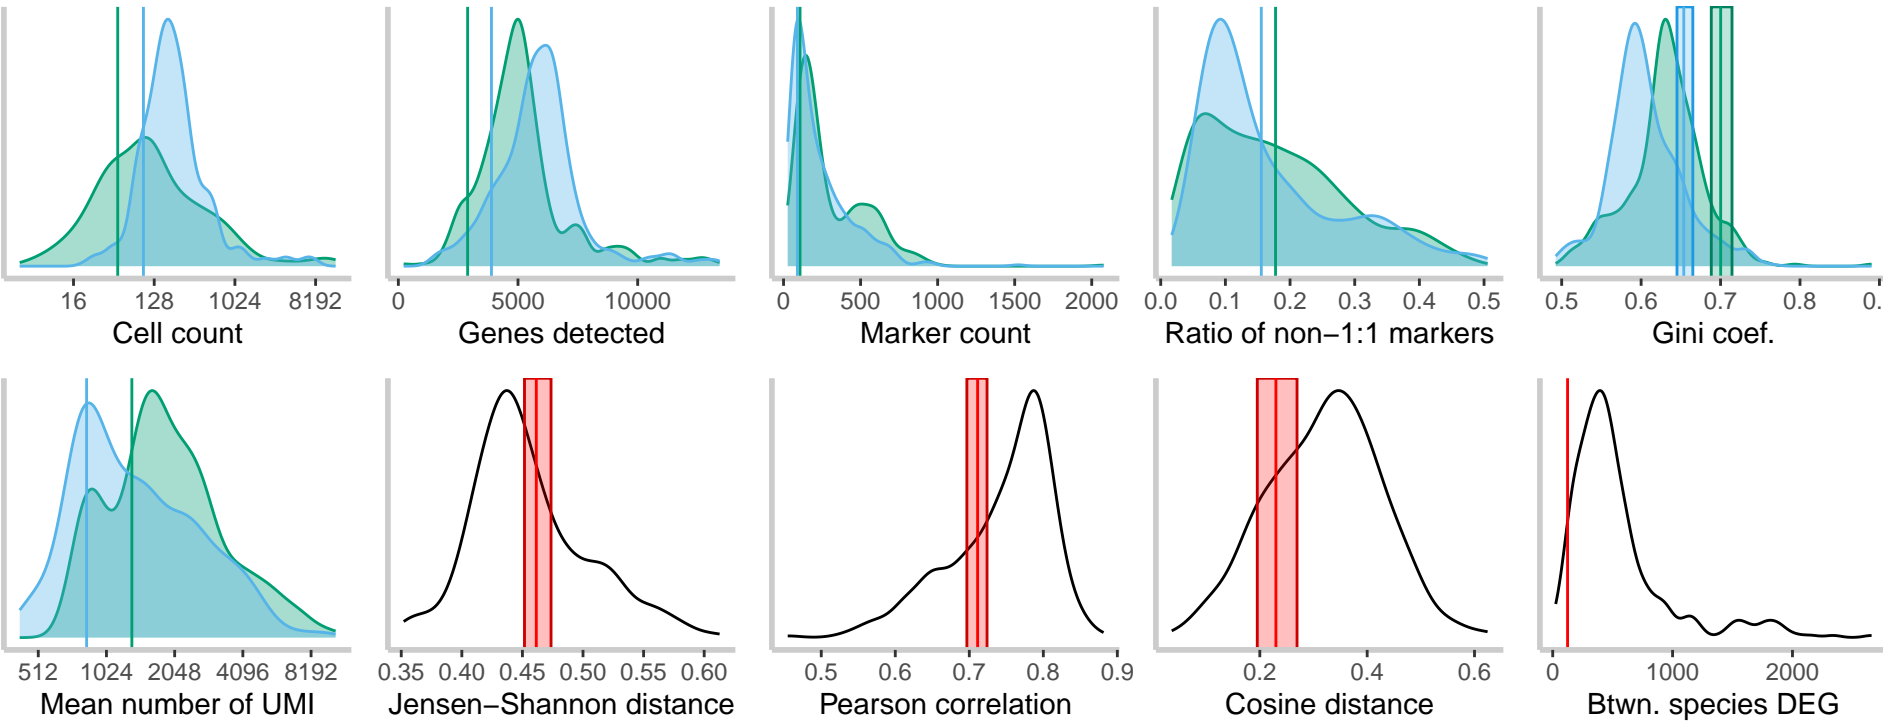 16 128 1024 8192 0 5000 10000 0 500 1000 1500 2000 0.0 0.1 0.2 0.3 0.4 0.5 0.5 0.6 0.7 0.8 0.
Cell count Genes detected Marker count Ratio of non−1:1 markers Gini coef.
512 1024 2048 4096 8192 0.35 0.40 0.45 0.50 0.55 0.60 0.5 0.6 0.7 0.8 0.9 0.2 0.4 0.6 0 1000 2000
Mean number of UMI Jensen−Shannon distance Pearson correlation Cosine distance Btwn. species DEG